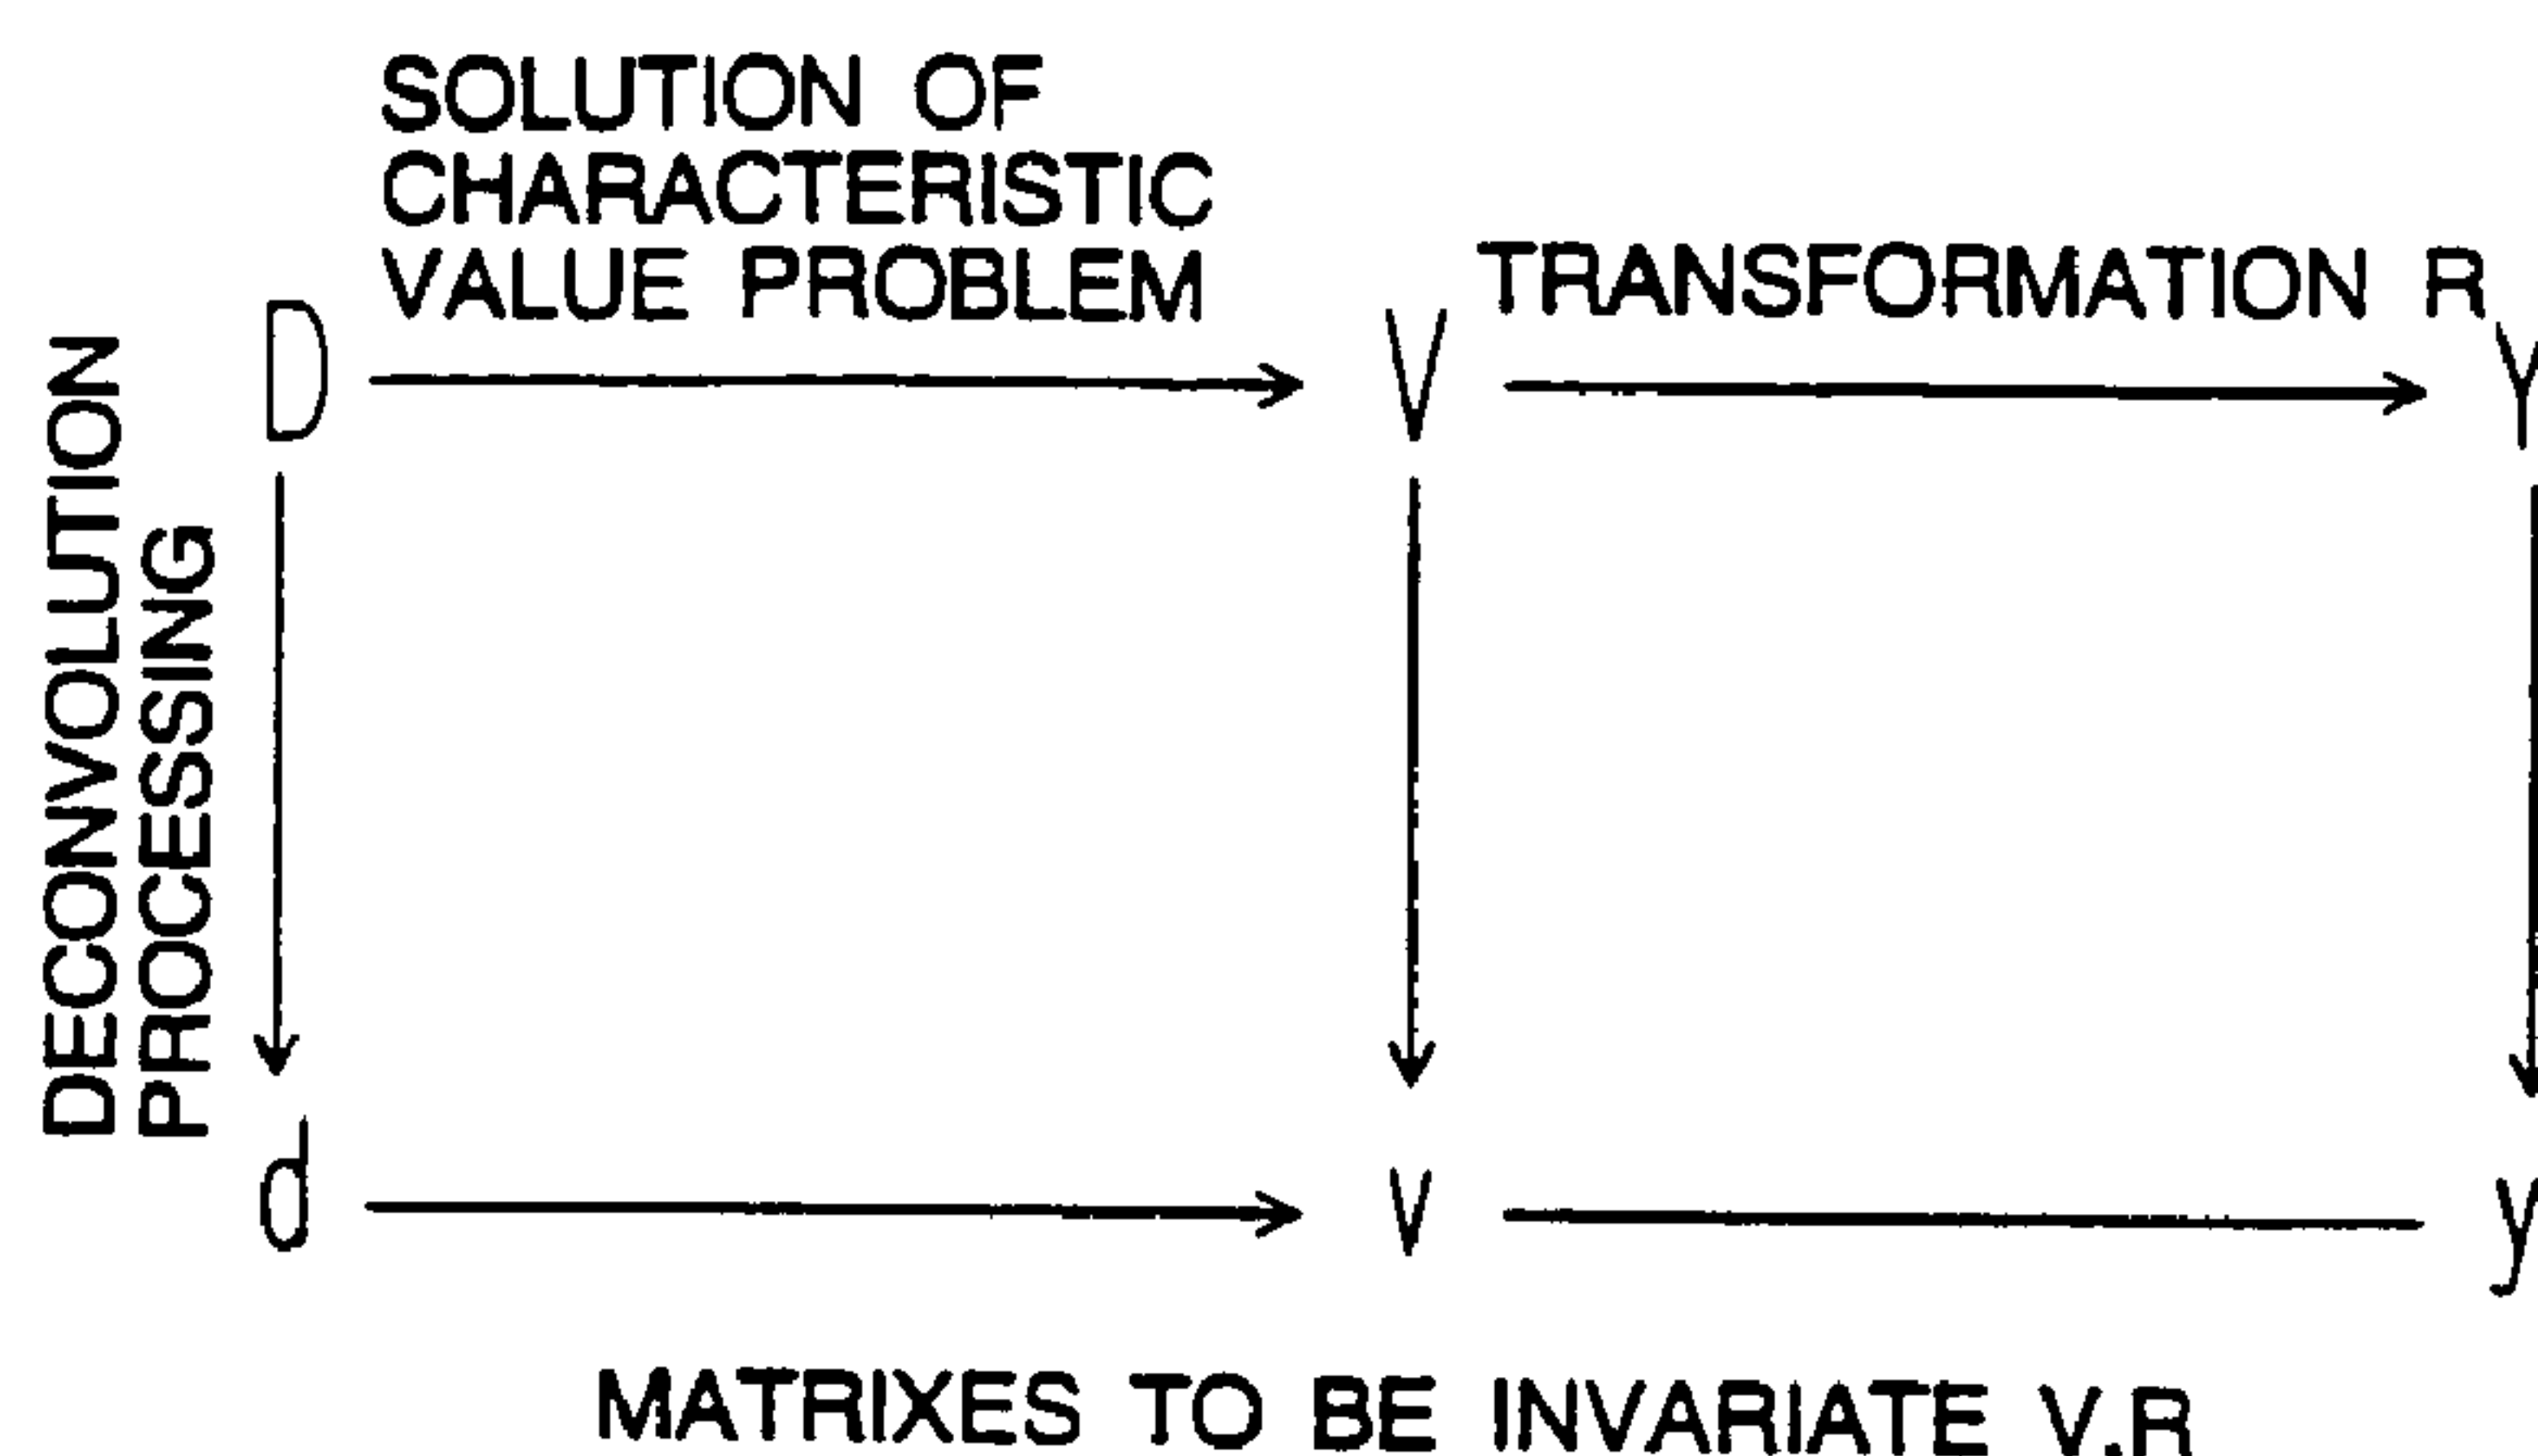 SOLUTION OF
CHARACTERISTIC
VALUE PROBLEM
TRANSFORMATION R
D
V
Y
DECONVOLUTION
PROCESSING
d
v
y
MATRIXES TO BE INVARIATE V.R